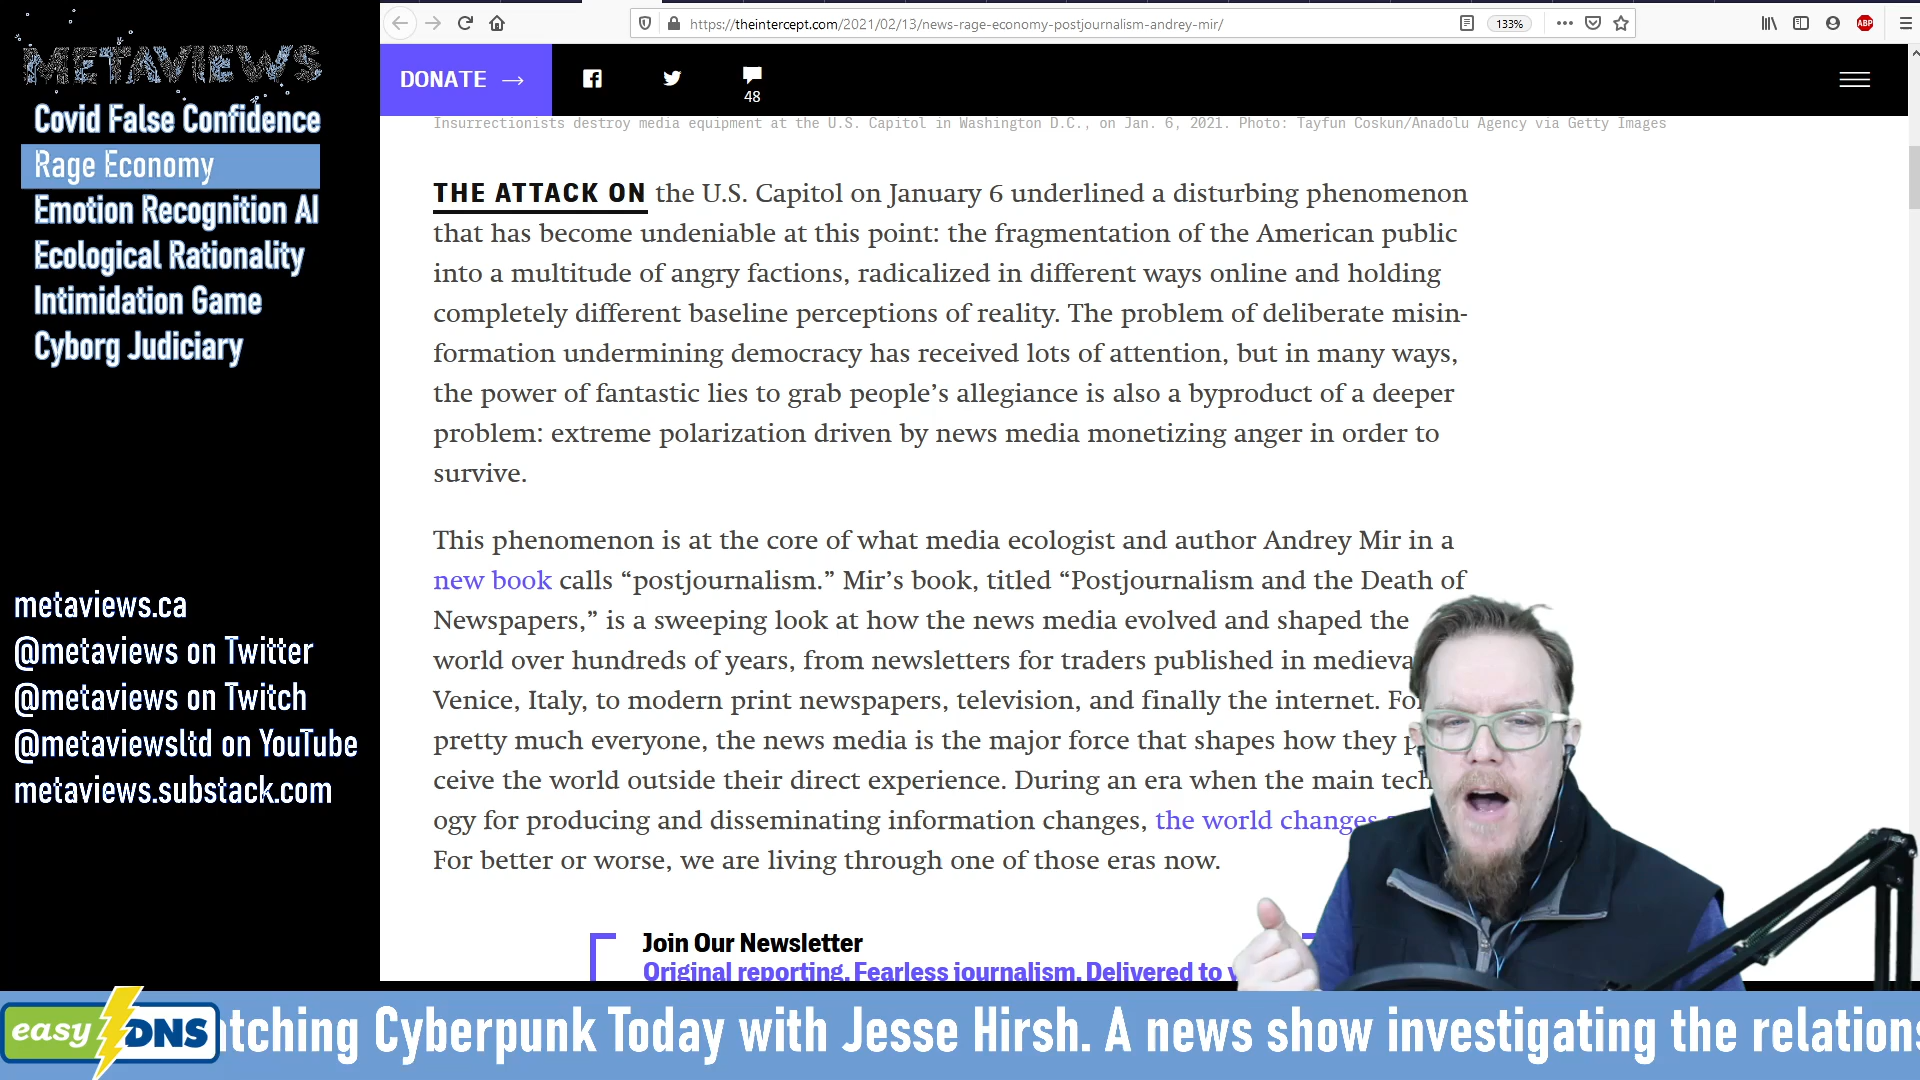 METAVIEWS
Covid False Confidence
Rage Economy
Emotion Recognition AI
Ecological Rationality
Intimidation Game
Cyborg Judiciary
metaviews.ca
@metaviews on Twitter
@metaviews on Twitch
@metaviewsltd on YouTube
metaviews.substack.com
https://theintercept.com/2021/02/13/news-rage-economy-postjournalism-andrey-mir/
133%
ABP
DONATE →
48
Insurrectionists destroy media equipment at the U.S. Capitol in Washington D.C., on Jan. 6, 2021. Photo: Tayfun Coskun/Anadolu Agency via Getty Images
THE ATTACK ON the U.S. Capitol on January 6 underlined a disturbing phenomenon
that has become undeniable at this point: the fragmentation of the American public
into a multitude of angry factions, radicalized in different ways online and holding
completely different baseline perceptions of reality. The problem of deliberate misin-
formation undermining democracy has received lots of attention, but in many ways,
the power of fantastic lies to grab people’s allegiance is also a byproduct of a deeper
problem: extreme polarization driven by news media monetizing anger in order to
survive.
This phenomenon is at the core of what media ecologist and author Andrey Mir in a
new book calls “postjournalism.” Mir’s book, titled “Postjournalism and the Death of
Newspapers,” is a sweeping look at how the news media evolved and shaped the
world over hundreds of years, from newsletters for traders published in medieva
Venice, Italy, to modern print newspapers, television, and finally the internet. Fo
pretty much everyone, the news media is the major force that shapes how they p
ceive the world outside their direct experience. During an era when the main tech
ogy for producing and disseminating information changes, the world changes
For better or worse, we are living through one of those eras now.
Join Our Newsletter
Original reporting. Fearless journalism. Delivered to
easyDNS
tching Cyberpunk Today with Jesse Hirsh. A news show investigating the relations